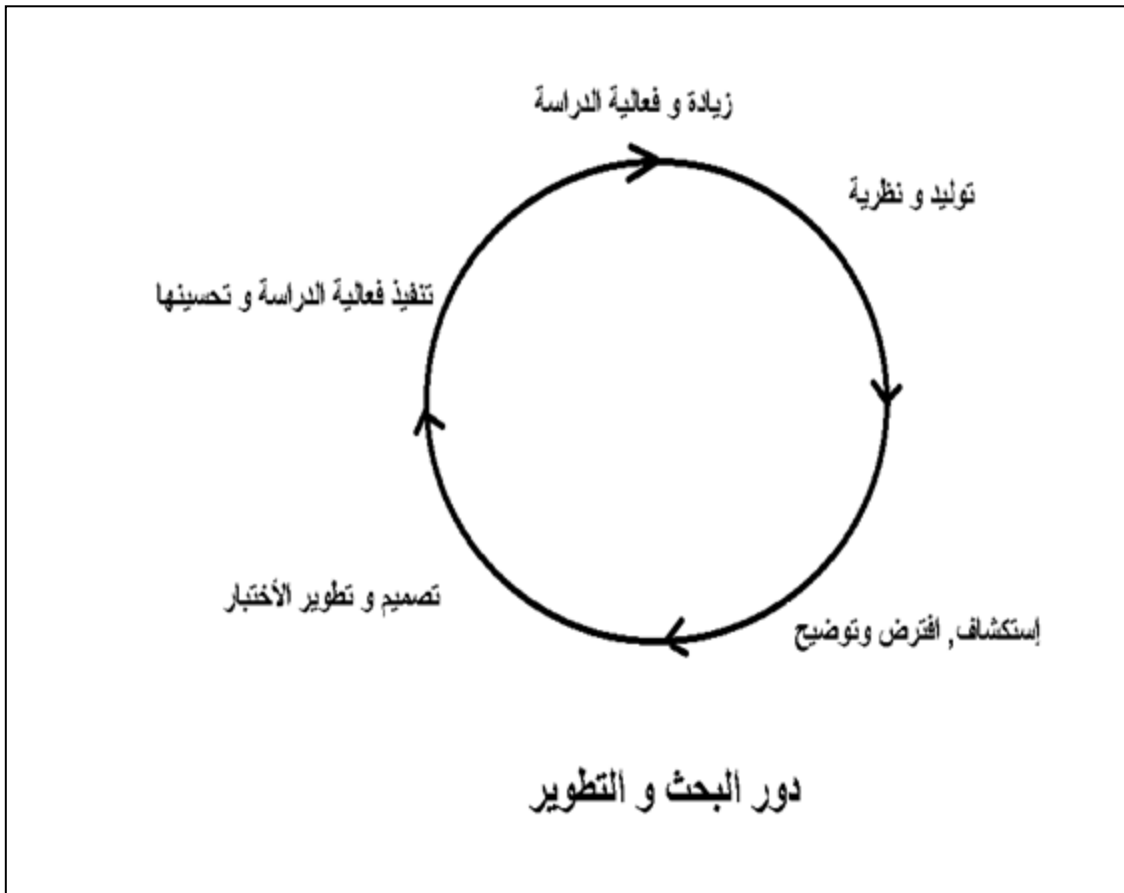 زيادة و فعالية الدراسة
توليد و نظرية
تنفيذ فعالية الدراسة و تحسينها
تصميم و تطوير الأختبار
إستكشاف, افترض وتوضيح
دور البحث و التطوير